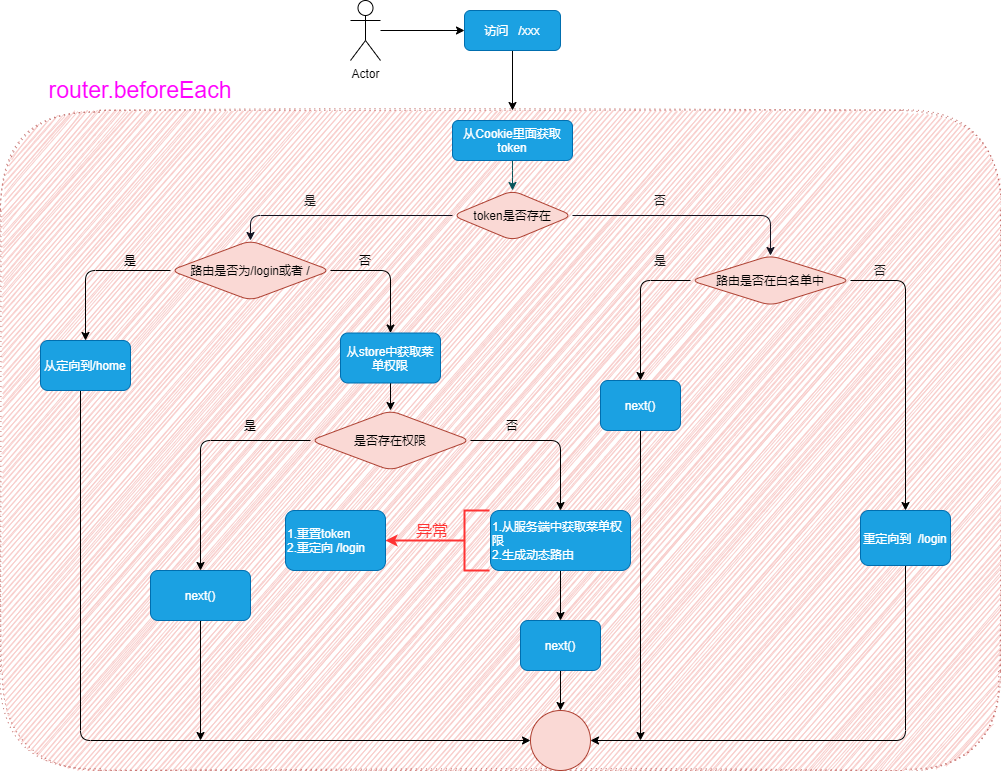 访问 /xxx
Actor
router.beforeEach
从Cookie里面获取
token
是
token是否存在
否
是
路由是否为/login或者 /
否
是
路由是否在白名单中
否
从定向到/home
从store中获取菜
单权限
next()
是
是否存在权限
否
1.重置token
2.重定向 /login
异常
1.从服务端中获取菜单权
限
2.生成动态路由
重定向到 /login
next()
next()